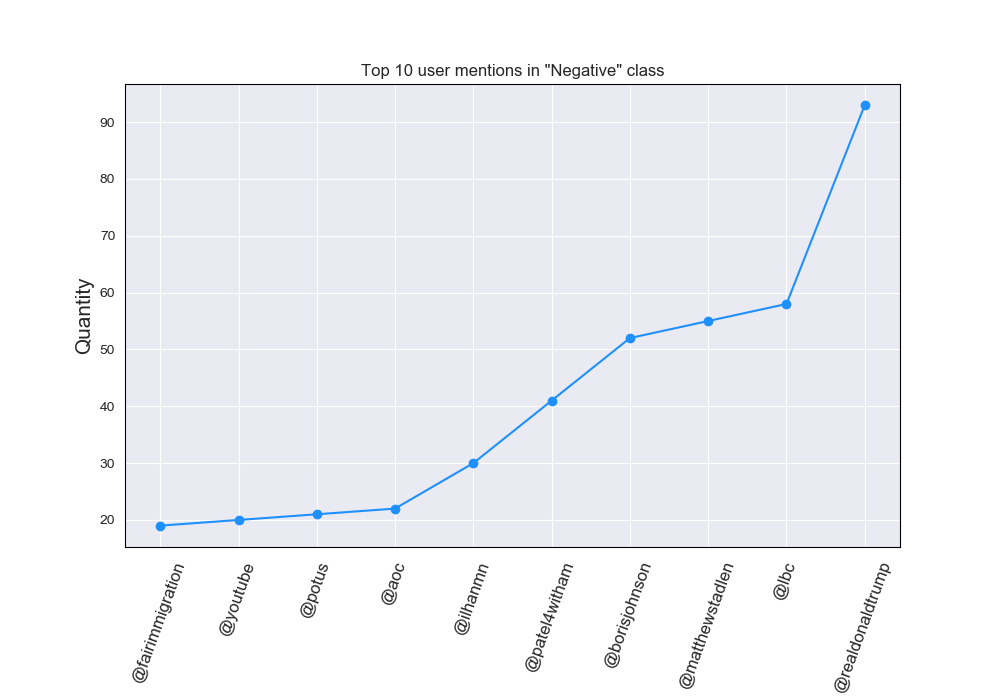 Top 10 user mentions in "Negative" class
Quantity
90
80
70
60
50
40
30
20
@fairimmigration
@youtube
@potus
@aoc
@ilhanmn
@patel4witham
@borisjohnson
@matthewstadlen
@lbc
@realdonaldtrump